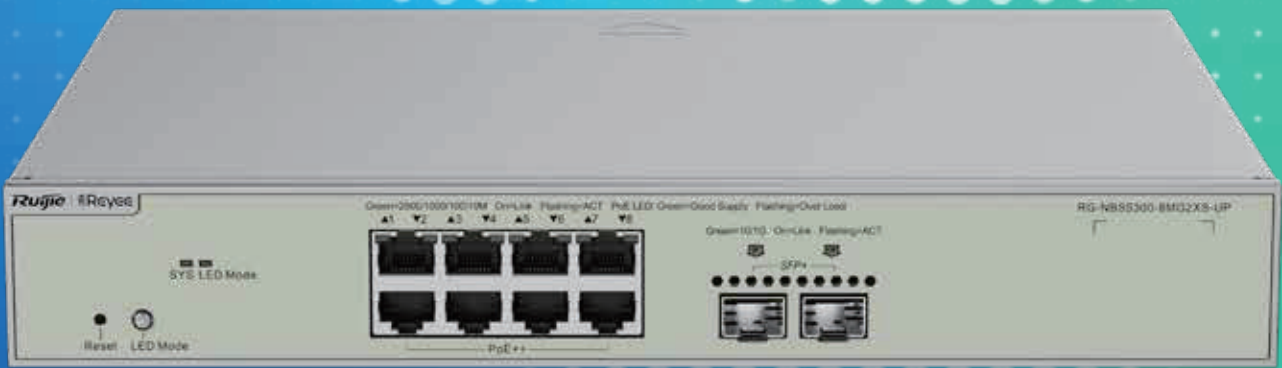 Ruijie | Reyee
RG-NBS5300-8MG2XS-UP
Green=2500/1000/100/10M On=Link Flashing=ACT PoE LED: Green=Good Supply Flashing=Over Load
▲1 ▼2 ▲3 ▼4 ▲5 ▼6 ▲7 ▼8
Green=10/1G On=Link Flashing=ACT
SFP+
SYS LED Mode
Reset LED Mode
PoE++